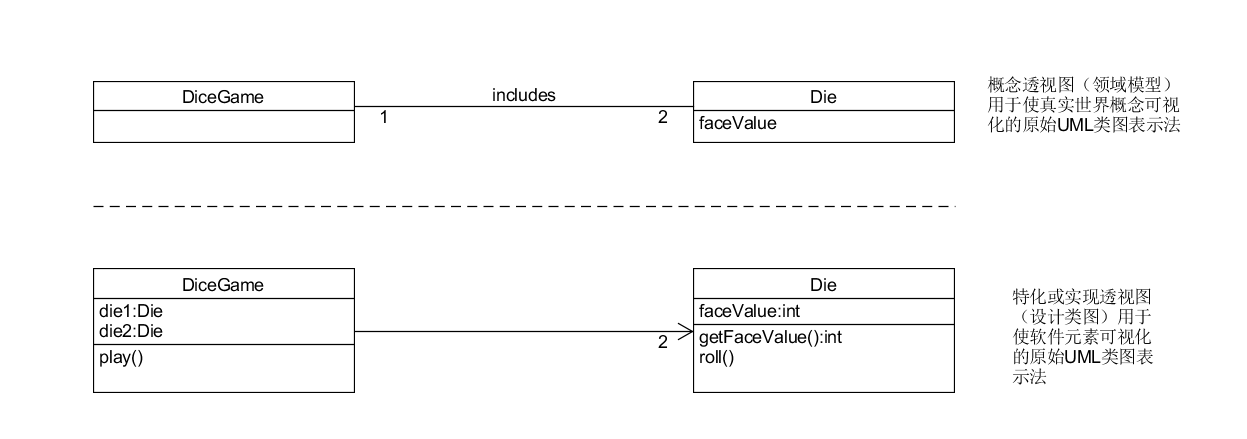 DiceGame
includes
1
2
Die
faceValue
概念透视图（领域模型）
用于使真实世界概念可视
化的原始UML类图表示法
DiceGame
die1:Die
die2:Die
play()
2
Die
faceValue:int
getFaceValue():int
roll()
特化或实现透视图
（设计类图）用于
使软件元素可视化
的原始UML类图表
示法